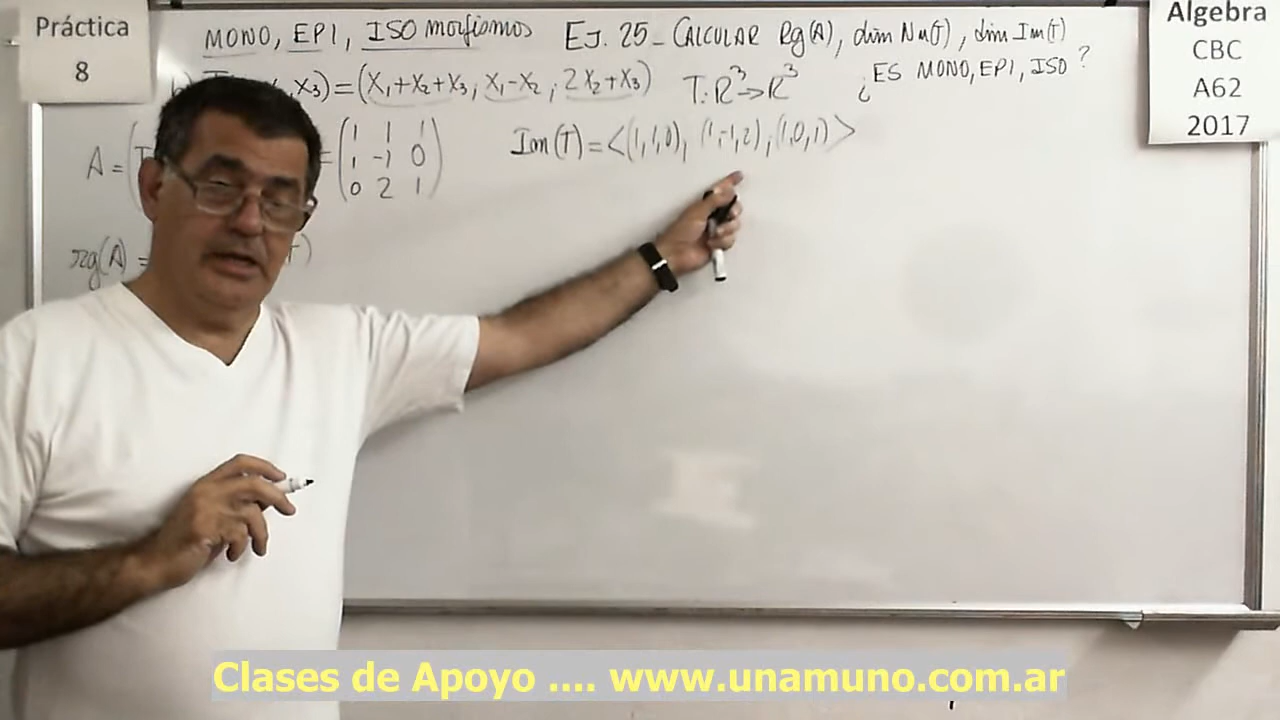 Práctica
8
MONO, EPI, ISO morfismos EJ. 25 - CALCULAR Rg(A), dim Nu(T), dim Im(T)
¿ES MONO, EPI, ISO?
X3) = (X1+X2+X3, X1-X2, 2X2+X3) T: R³→R³
A = ( = (1 1 1
1 -1 0
0 2 1)
Im(T) = <(1,1,0), (1,-1,2), (1,0,1)>
rg(A) =
Algebra
CBC
A62
2017
Clases de Apoyo .... www.unamuno.com.ar